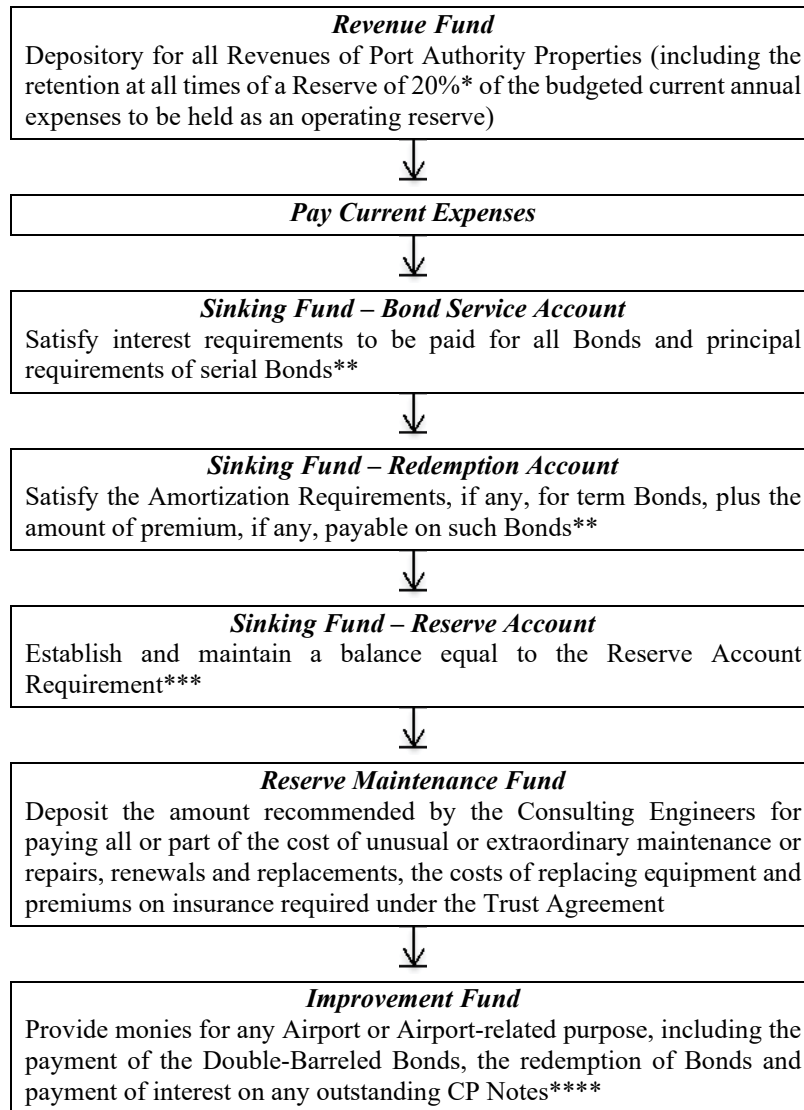 Revenue Fund
Depository for all Revenues of Port Authority Properties (including the
retention at all times of a Reserve of 20%* of the budgeted current annual
expenses to be held as an operating reserve)
Pay Current Expenses
Sinking Fund – Bond Service Account
Satisfy interest requirements to be paid for all Bonds and principal
requirements of serial Bonds**
Sinking Fund – Redemption Account
Satisfy the Amortization Requirements, if any, for term Bonds, plus the
amount of premium, if any, payable on such Bonds**
Sinking Fund – Reserve Account
Establish and maintain a balance equal to the Reserve Account
Requirement***
Reserve Maintenance Fund
Deposit the amount recommended by the Consulting Engineers for
paying all or part of the cost of unusual or extraordinary maintenance or
repairs, renewals and replacements, the costs of replacing equipment and
premiums on insurance required under the Trust Agreement
Improvement Fund
Provide monies for any Airport or Airport-related purpose, including the
payment of the Double-Barreled Bonds, the redemption of Bonds and
payment of interest on any outstanding CP Notes****